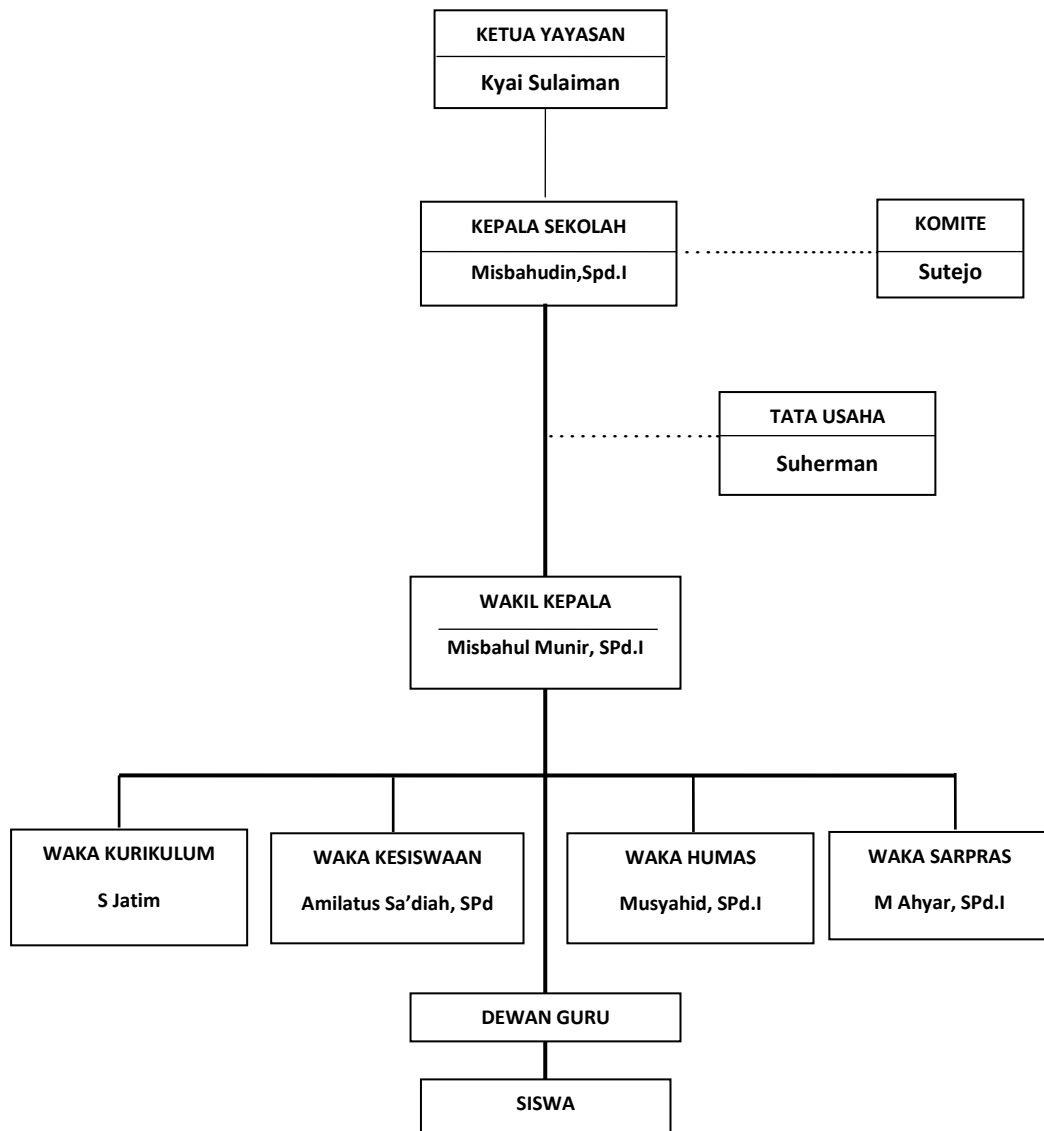 KETUA YAYASAN
Kyai Sulaiman
KEPALA SEKOLAH
Misbahudin,Spd.I
KOMITE
Sutejo
TATA USAHA
Suherman
WAKIL KEPALA
Misbahul Munir, SPd.I
WAKA KURIKULUM
S Jatim
WAKA KESISWAAN
Amilatus Sa’diah, SPd
WAKA HUMAS
Musyahid, SPd.I
WAKA SARPRAS
M Ahyar, SPd.I
DEWAN GURU
SISWA